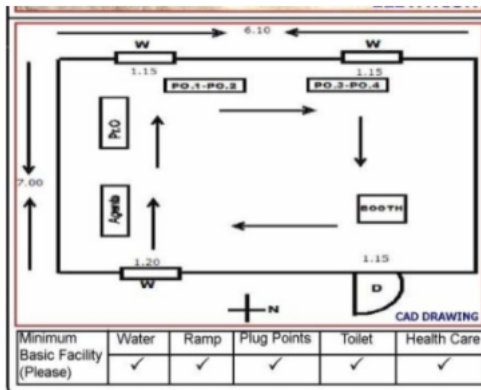 6.10
W W
1.15 1.15
PO.1-PO.2 PO.3-PO.4
Pr.O
7.00
Agents
BOOTH
1.20 1.15
W
D
N
CAD DRAWING
Minimum Basic Facility (Please) Water Ramp Plug Points Toilet Health Care
✓ ✓ ✓ ✓ ✓